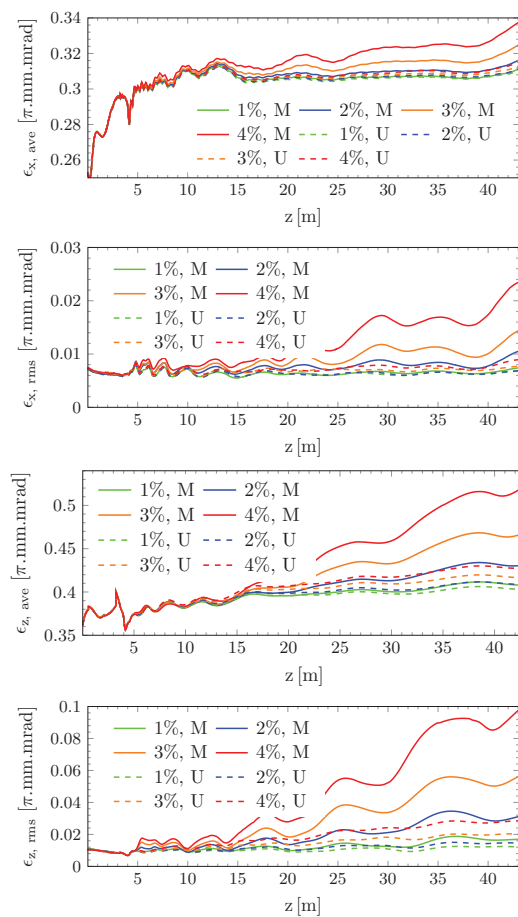 0.34
0.32
0.3
0.28
0.26
ϵx, ave [π.mm.mrad]
1%, M 2%, M 3%, M
4%, M 1%, U 2%, U
3%, U 4%, U
5 10 15 20 25 30 35 40
z [m]
0.03
0.02
0.01
0
ϵx, rms [π.mm.mrad]
1%, M 2%, M
3%, M 4%, M
1%, U 2%, U
3%, U 4%, U
5 10 15 20 25 30 35 40
z [m]
0.5
0.45
0.4
0.35
ϵz, ave [π.mm.mrad]
1%, M 2%, M
3%, M 4%, M
1%, U 2%, U
3%, U 4%, U
5 10 15 20 25 30 35 40
z [m]
0.1
0.08
0.06
0.04
0.02
0
ϵz, rms [π.mm.mrad]
1%, M 2%, M
3%, M 4%, M
1%, U 2%, U
3%, U 4%, U
5 10 15 20 25 30 35 40
z [m]